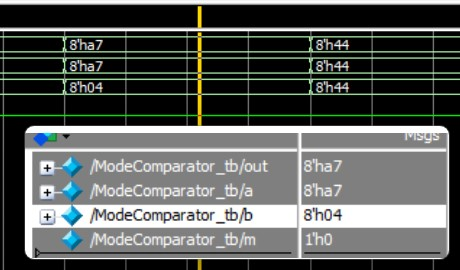 8'ha7 8'h44
8'ha7 8'h44
8'h04 8'h44
Msgs
/ModeComparator_tb/out 8'ha7
/ModeComparator_tb/a 8'ha7
/ModeComparator_tb/b 8'h04
/ModeComparator_tb/m 1'h0